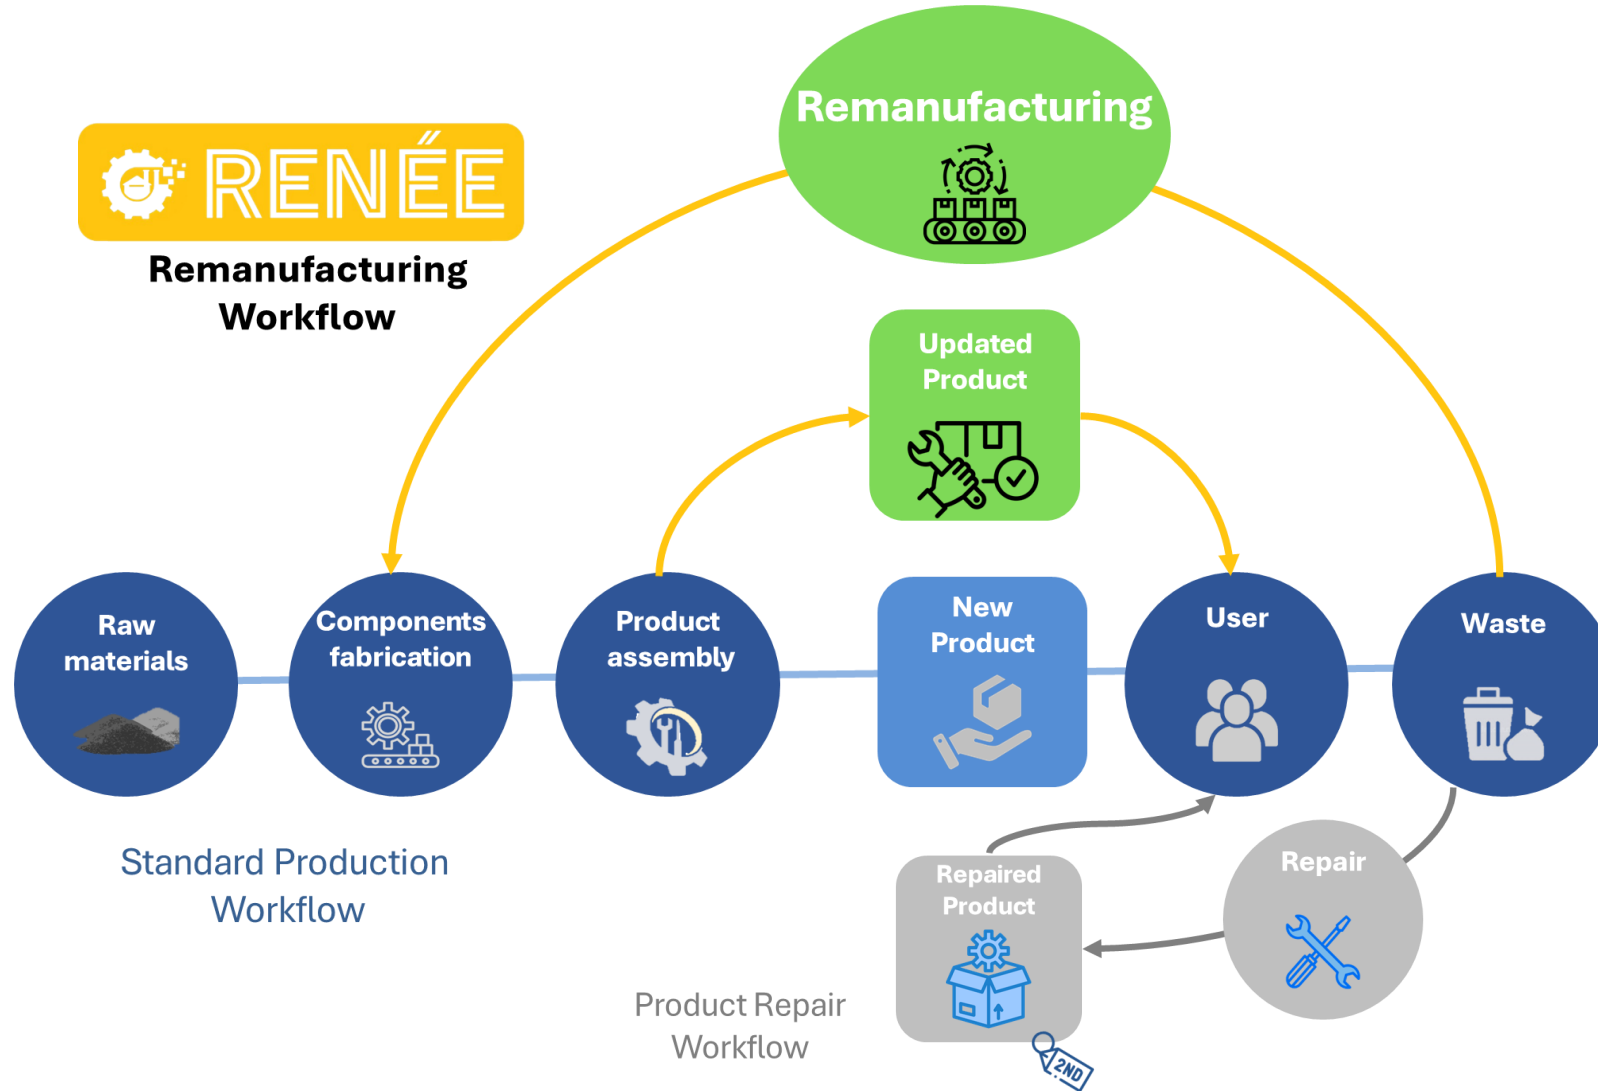 RENÉE
Remanufacturing
Workflow
Remanufacturing
Updated
Product
Raw
materials
Components
fabrication
Product
assembly
New
Product
User
Waste
Standard Production
Workflow
Repaired
Product
Repair
Product Repair
Workflow
2ND